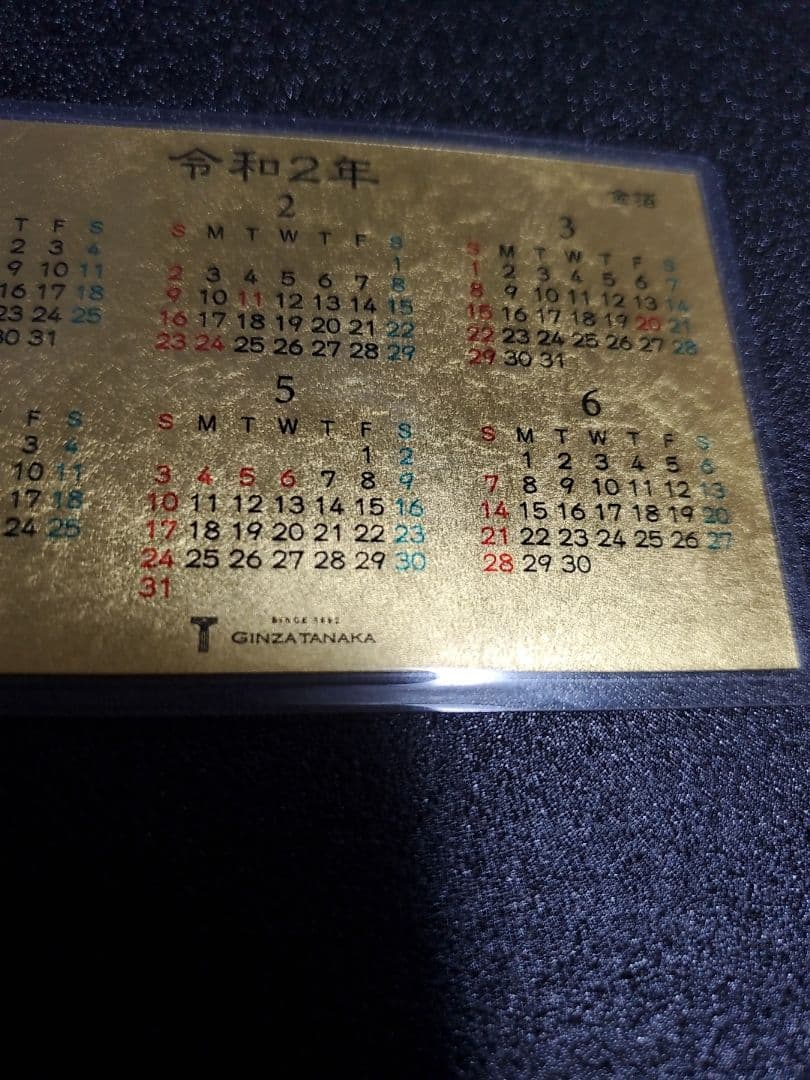 令和2年
金箔
T F S
2 3 4
9 10 11
16 17 18
23 24 25
30 31
2
S M T W T F S
1
2 3 4 5 6 7 8
9 10 11 12 13 14 15
16 17 18 19 20 21 22
23 24 25 26 27 28 29
3
S M T W T F S
1 2 3 4 5 6 7
8 9 10 11 12 13 14
15 16 17 18 19 20 21
22 23 24 25 26 27 28
29 30 31
F S
3 4
10 11
17 18
24 25
5
S M T W T F S
1 2
3 4 5 6 7 8 9
10 11 12 13 14 15 16
17 18 19 20 21 22 23
24 25 26 27 28 29 30
31
6
S M T W T F S
1 2 3 4 5 6
7 8 9 10 11 12 13
14 15 16 17 18 19 20
21 22 23 24 25 26 27
28 29 30
SINCE 1892
GINZA TANAKA